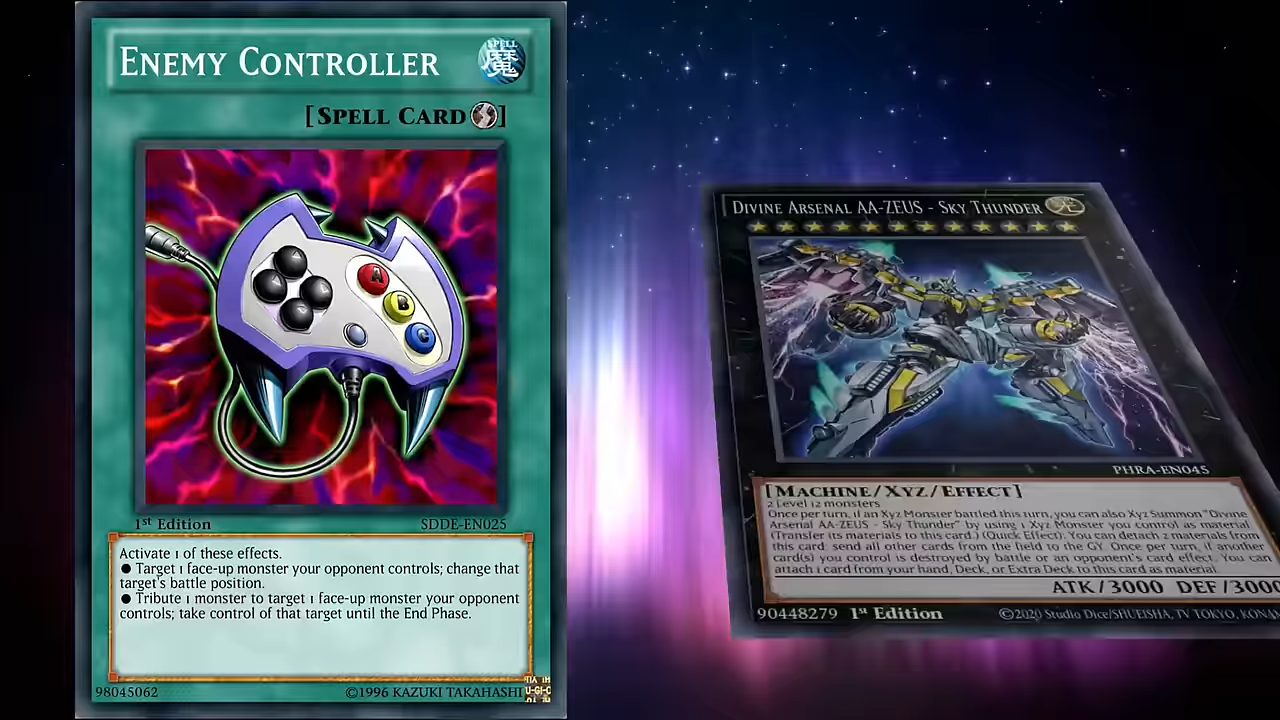 ENEMY CONTROLLER
SPELL
魔
[SPELL CARD]
A
B
C
1st Edition
SDDE-EN025
Activate 1 of these effects.
● Target 1 face-up monster your opponent controls; change that
target's battle position.
● Tribute 1 monster to target 1 face-up monster your opponent
controls; take control of that target until the End Phase.
98045062
©1996 KAZUKI TAKAHASHI
DIVINE ARSENAL AA-ZEUS - SKY THUNDER
光
PHRA-EN045
[MACHINE/XYZ/EFFECT]
2 Level 12 monsters
Once per turn, if an Xyz Monster battled this turn, you can also Xyz Summon "Divine
Arsenal AA-ZEUS - Sky Thunder" by using 1 Xyz Monster you control as material.
(Transfer its materials to this card.) (Quick Effect): You can detach 2 materials from
this card; send all other cards from the field to the GY. Once per turn, if another
card(s) you control is destroyed by battle or an opponent's card effect: You can
attach 1 card from your hand, Deck, or Extra Deck to this card as material.
ATK/3000 DEF/3000
90448279
1st Edition
©2020 Studio Dice/SHUEISHA, TV TOKYO, KONAM